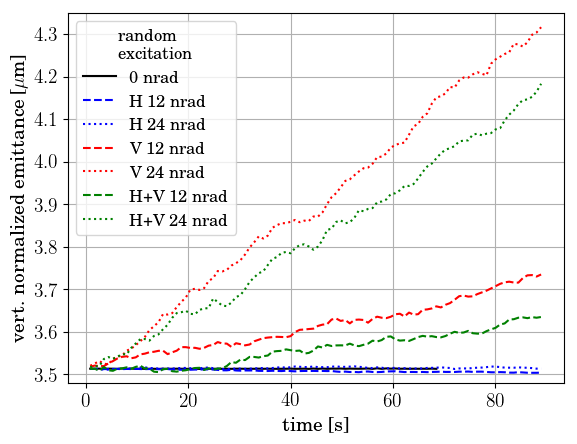 random
excitation
0 nrad
H 12 nrad
H 24 nrad
V 12 nrad
V 24 nrad
H+V 12 nrad
H+V 24 nrad
vert. normalized emittance [μm]
4.3
4.2
4.1
4.0
3.9
3.8
3.7
3.6
3.5
0 20 40 60 80
time [s]